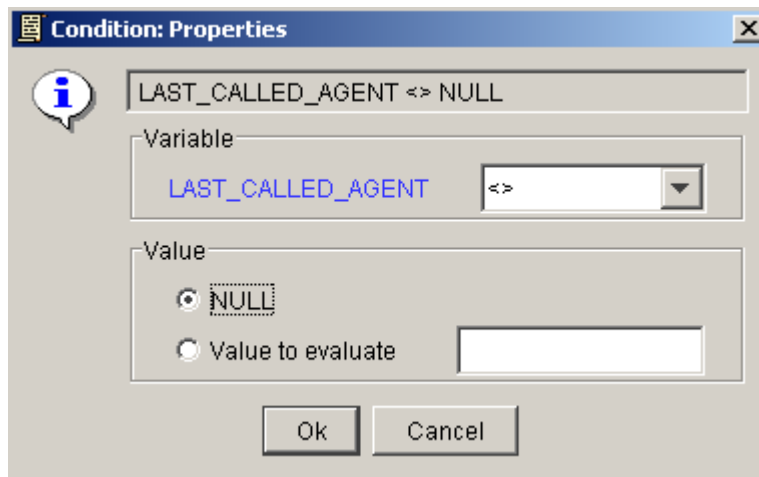 Condition: Properties
LAST_CALLED_AGENT <> NULL
Variable
LAST_CALLED_AGENT <>
Value
NULL
Value to evaluate
Ok Cancel